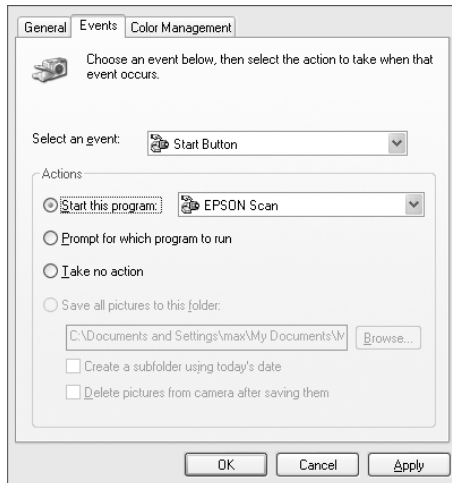 General Events Color Management
Choose an event below, then select the action to take when that
event occurs.
Select an event: Start Button
Actions
Start this program: EPSON Scan
Prompt for which program to run
Take no action
Save all pictures to this folder:
C:\Documents and Settings\max\My Documents\M Browse...
Create a subfolder using today's date
Delete pictures from camera after saving them
OK Cancel Apply